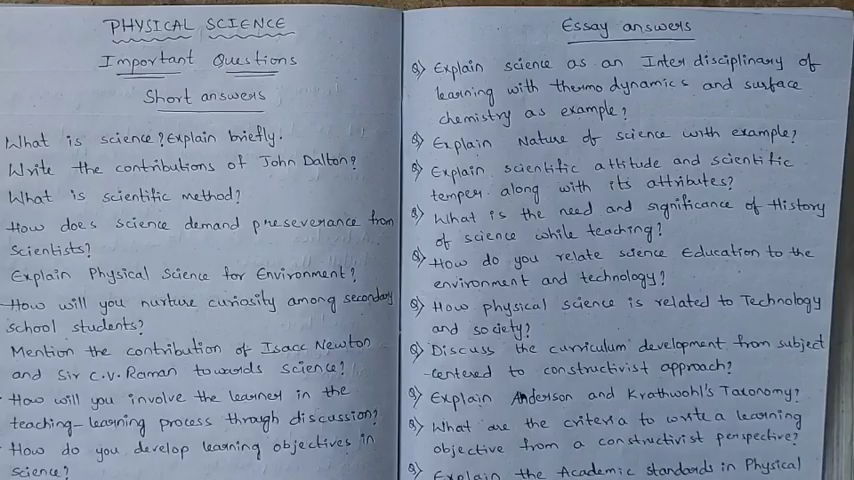 PHYSICAL SCIENCE
Important Questions
Short answers
What is science? Explain briefly.
Write the contributions of John Dalton?
What is scientific method?
How does science demand preseverance from
scientists?
Explain Physical Science for Environment?
How will you nurture curiosity among secondary
school students?
Mention the contribution of Isacc Newton
and Sir C.V. Raman towards science?
How will you involve the learner in the
teaching-learning process through discussion?
How do you develop learning objectives in
science?
Essay answers
Q) Explain science as an Inter disciplinary of
learning with thermo dynamics and surface
chemistry as example?
Q) Explain Nature of science with example?
Q) Explain scientific attitude and scientific
temper along with its attributes?
Q) What is the need and significance of History
of science while teaching?
Q) How do you relate science Education to the
environment and technology?
Q) How physical science is related to Technology
and society?
Q) Discuss the curriculum development from subject
-centered to constructivist approach?
Q) Explain Anderson and Krathwohl's Taxonomy?
Q) What are the criteria to write a learning
objective from a constructivist perspective?
Q) Explain the Academic standards in Physical